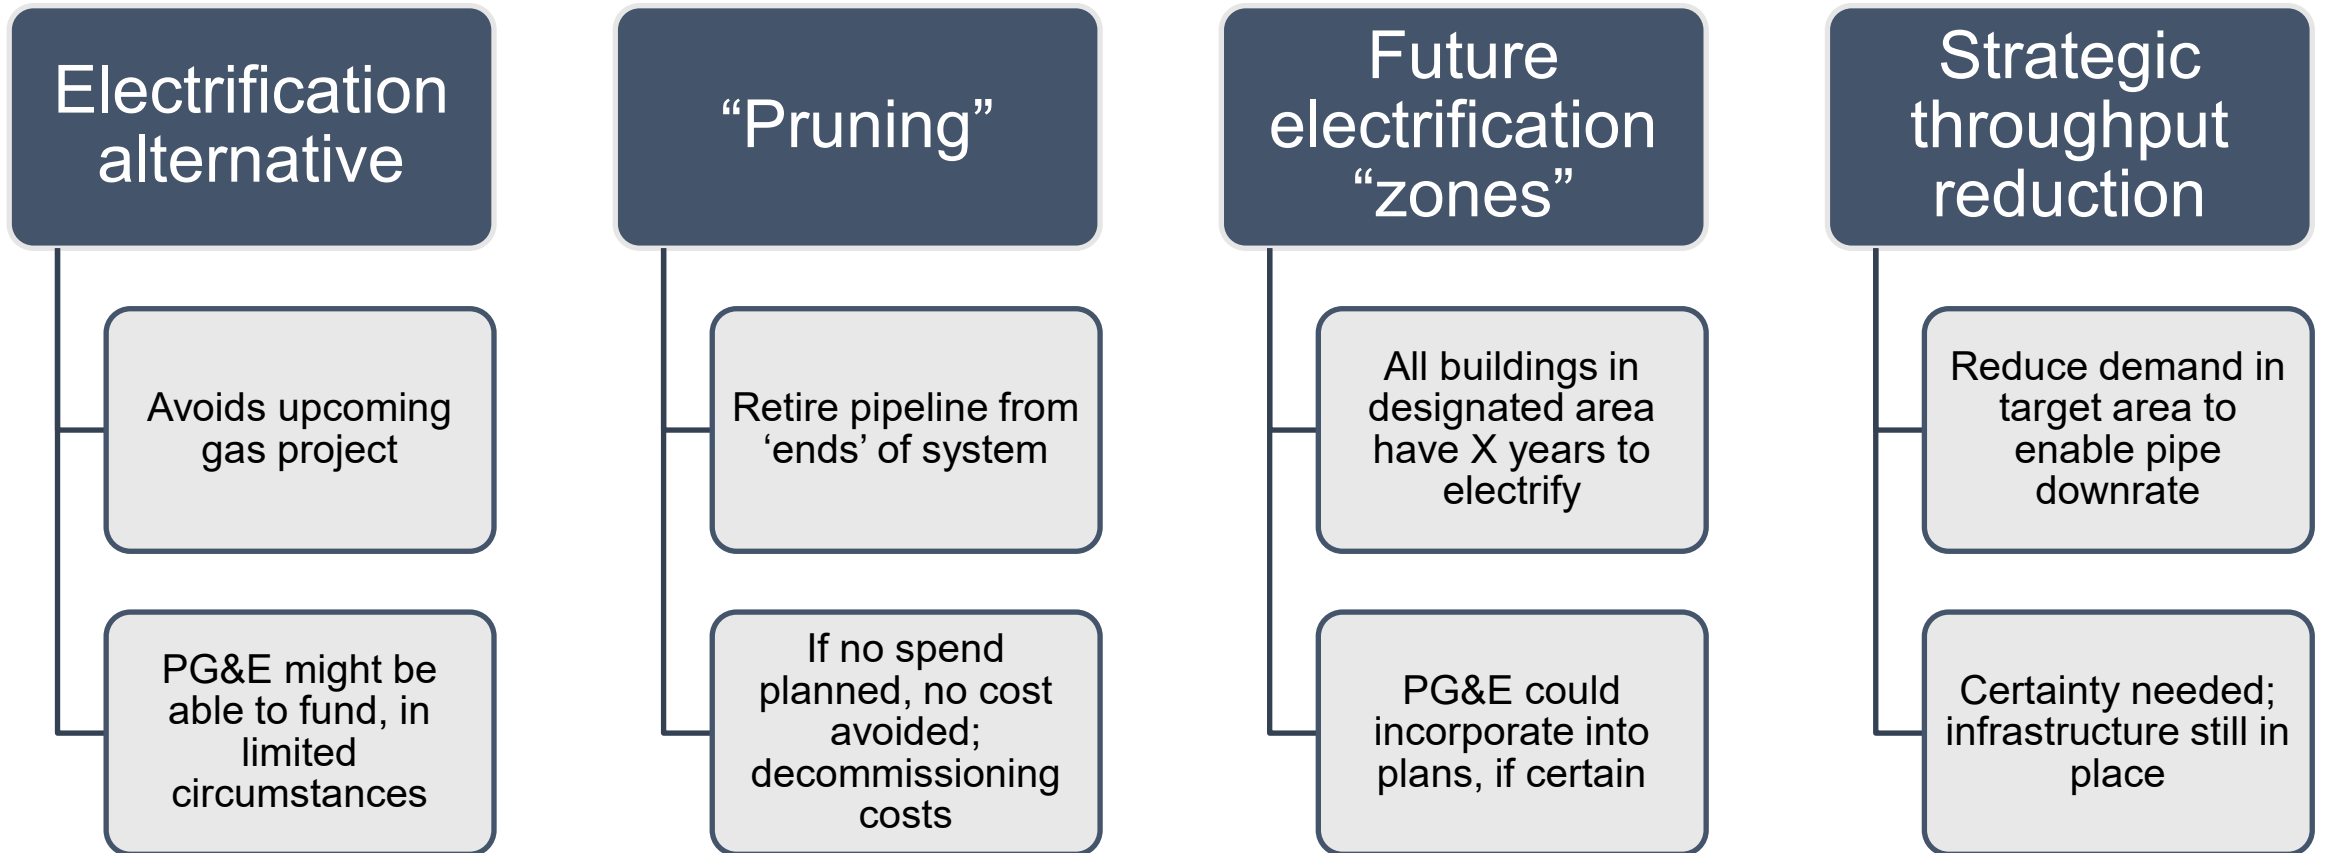 Electrification
alternative
Avoids upcoming
gas project
PG&E might be
able to fund, in
limited
circumstances
“Pruning”
Retire pipeline from
‘ends’ of system
If no spend
planned, no cost
avoided;
decommissioning
costs
Future
electrification
“zones”
All buildings in
designated area
have X years to
electrify
PG&E could
incorporate into
plans, if certain
Strategic
throughput
reduction
Reduce demand in
target area to
enable pipe
downrate
Certainty needed;
infrastructure still in
place